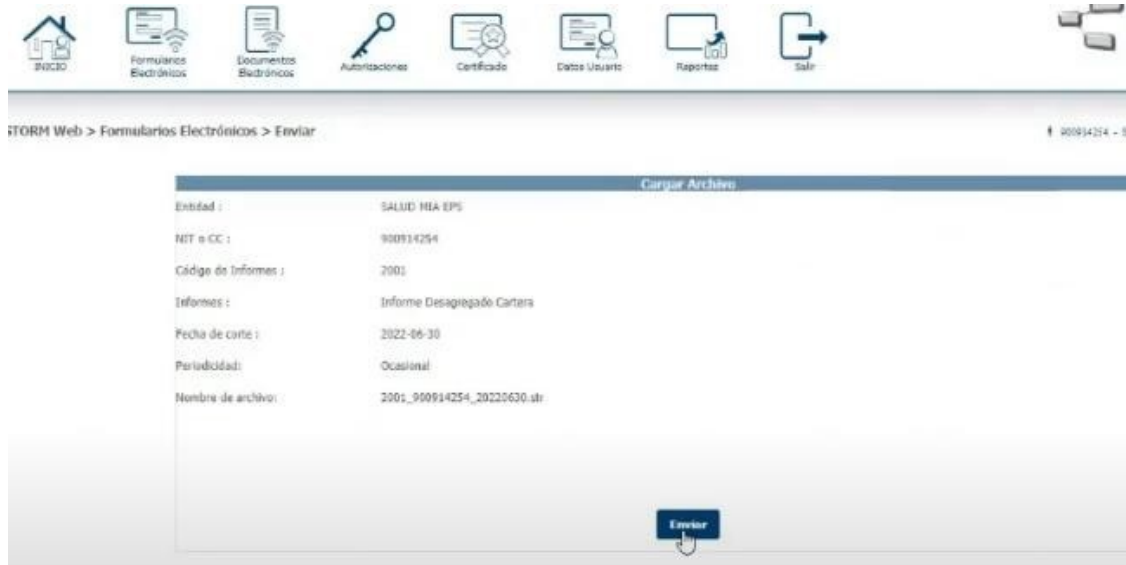 INICIO
Formularios Electrónicos
Documentos Electrónicos
Autorizaciones
Certificado
Datos Usuario
Reportes
Salir
STORM Web > Formularios Electrónicos > Enviar
900914254 -
Cargar Archivo
Entidad : SALUD MIA EPS
NIT o CC : 900914254
Código de Informes : 2001
Informes : Informe Desagregado Cartera
Fecha de corte : 2022-06-30
Periodicidad: Ocasional
Nombre de archivo: 2001_900914254_20220630.str
Enviar